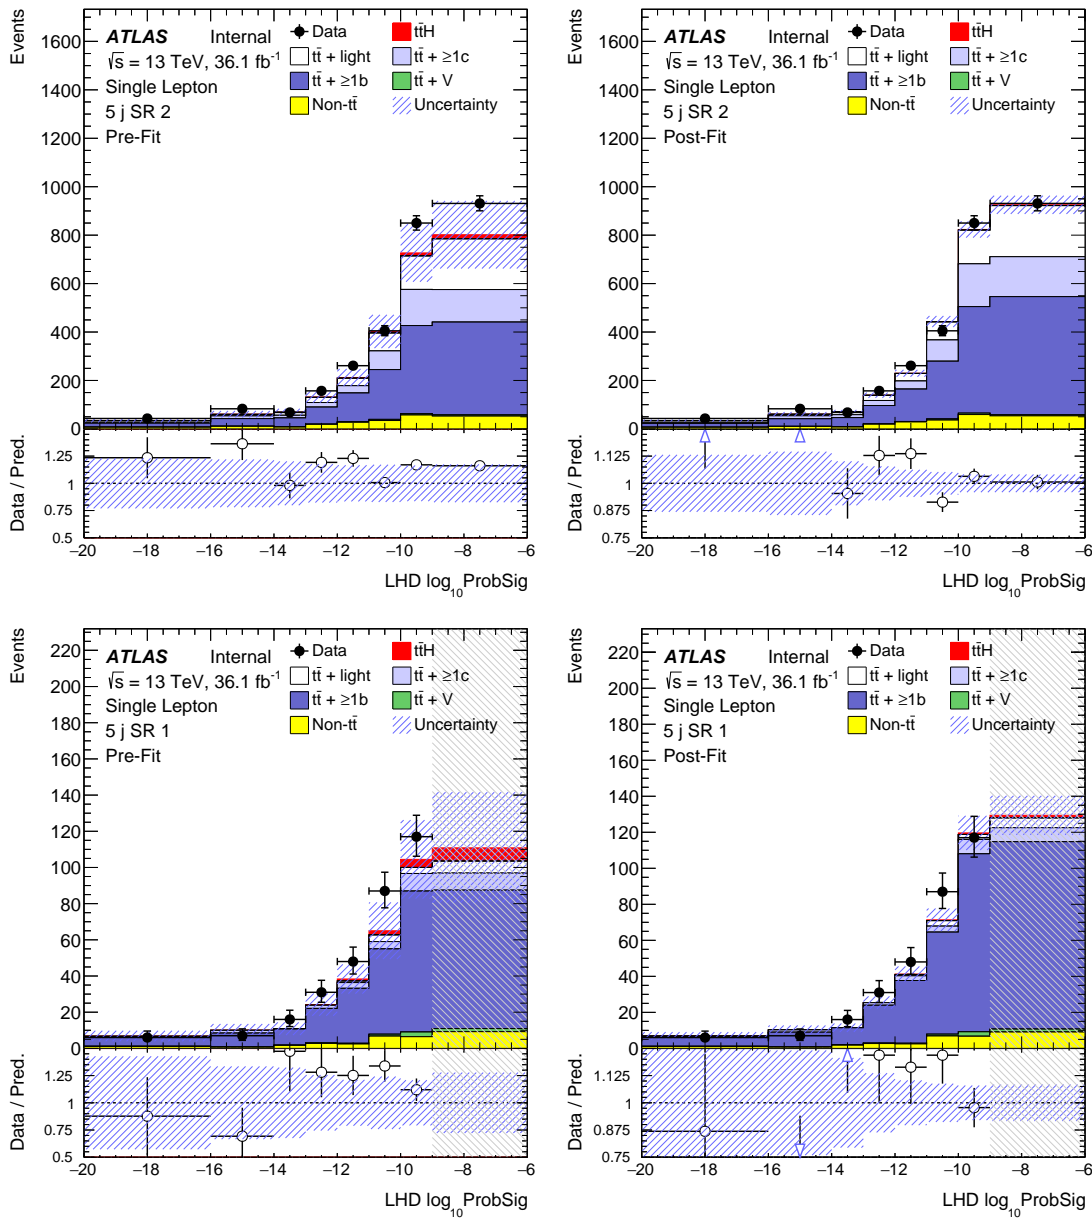 Events
1600
1400
1200
1000
800
600
400
200
0
ATLAS Internal
√s = 13 TeV, 36.1 fb⁻¹
Single Lepton
5 j SR 2
Pre-Fit
Data
tt̄H
tt̄ + light
tt̄ + ≥1c
tt̄ + ≥1b
tt̄ + V
Non-tt̄
Uncertainty
Data / Pred.
1.25
1
0.75
0.5
−20 −18 −16 −14 −12 −10 −8 −6
LHD log₁₀ProbSig
Events
1600
1400
1200
1000
800
600
400
200
0
ATLAS Internal
√s = 13 TeV, 36.1 fb⁻¹
Single Lepton
5 j SR 2
Post-Fit
Data
tt̄H
tt̄ + light
tt̄ + ≥1c
tt̄ + ≥1b
tt̄ + V
Non-tt̄
Uncertainty
Data / Pred.
1.125
1
0.875
0.75
−20 −18 −16 −14 −12 −10 −8 −6
LHD log₁₀ProbSig
Events
220
200
180
160
140
120
100
80
60
40
20
0
ATLAS Internal
√s = 13 TeV, 36.1 fb⁻¹
Single Lepton
5 j SR 1
Pre-Fit
Data
tt̄H
tt̄ + light
tt̄ + ≥1c
tt̄ + ≥1b
tt̄ + V
Non-tt̄
Uncertainty
Data / Pred.
1.25
1
0.75
0.5
−20 −18 −16 −14 −12 −10 −8 −6
LHD log₁₀ProbSig
Events
220
200
180
160
140
120
100
80
60
40
20
0
ATLAS Internal
√s = 13 TeV, 36.1 fb⁻¹
Single Lepton
5 j SR 1
Post-Fit
Data
tt̄H
tt̄ + light
tt̄ + ≥1c
tt̄ + ≥1b
tt̄ + V
Non-tt̄
Uncertainty
Data / Pred.
1.125
1
0.875
0.75
−20 −18 −16 −14 −12 −10 −8 −6
LHD log₁₀ProbSig